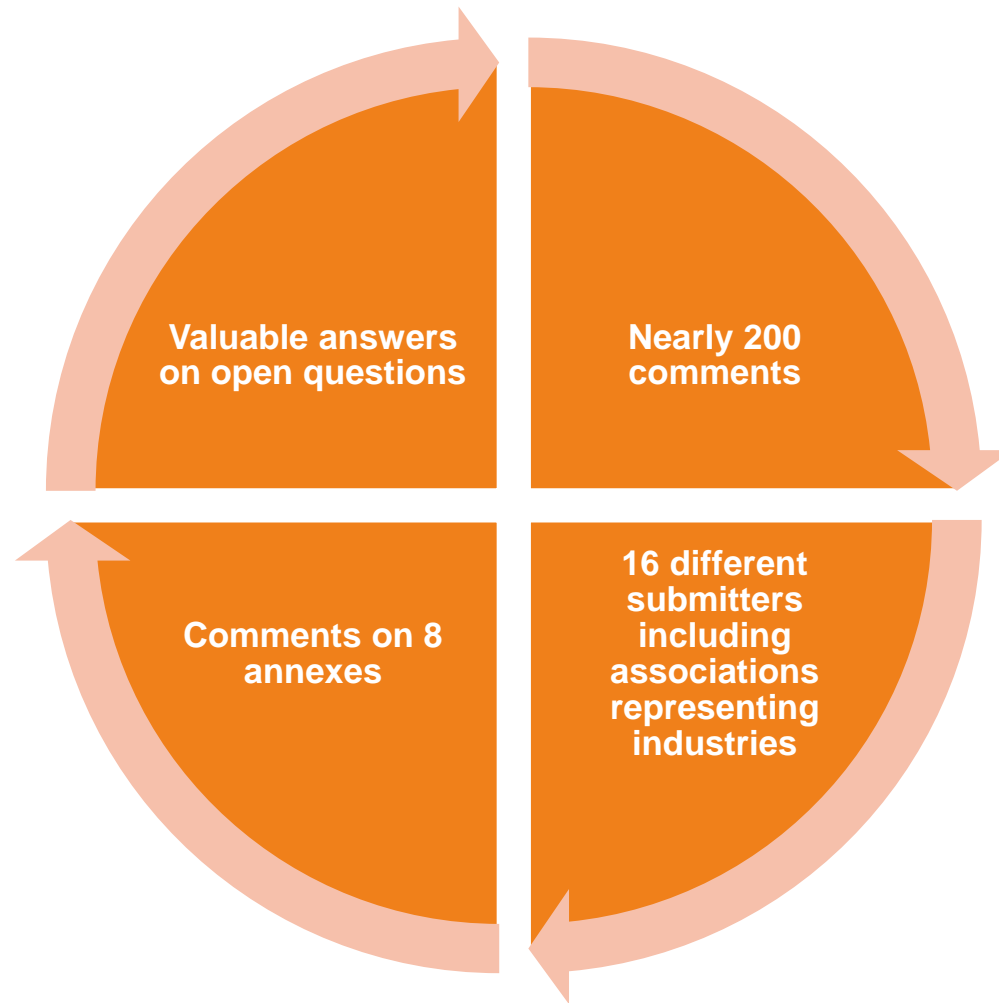 Valuable answers
on open questions
Nearly 200
comments
Comments on 8
annexes
16 different
submitters
including
associations
representing
industries